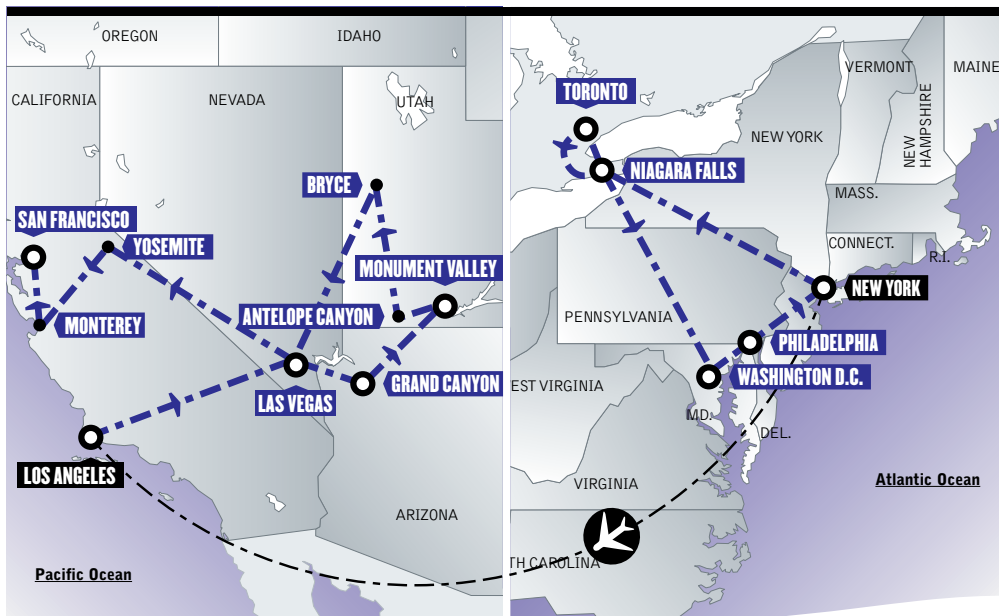 OREGON
IDAHO
CALIFORNIA
NEVADA
UTAH
BRYCE
SAN FRANCISCO
YOSEMITE
MONUMENT VALLEY
ANTELOPE CANYON
MONTEREY
GRAND CANYON
LAS VEGAS
LOS ANGELES
ARIZONA
Pacific Ocean
VERMONT
MAINE
TORONTO
NEW YORK
NEW
HAMPSHIRE
NIAGARA FALLS
MASS.
CONNECT.
R.I.
NEW YORK
PENNSYLVANIA
PHILADELPHIA
WASHINGTON D.C.
EST VIRGINIA
MD.
DEL.
VIRGINIA
Atlantic Ocean
TH CAROLINA